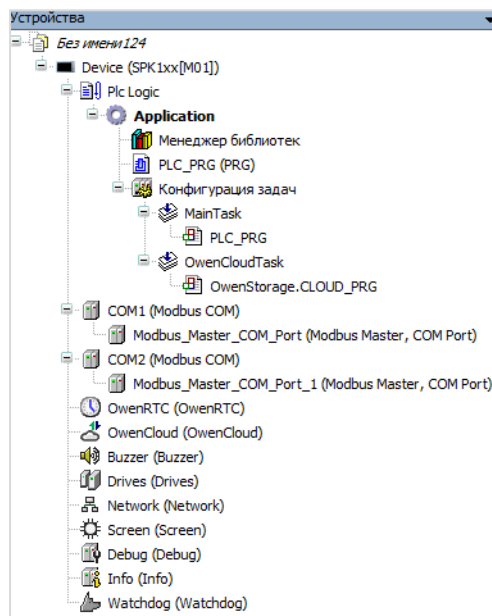 Устройства
Без имени124
Device (SPK1xx[M01])
Plc Logic
Application
Менеджер библиотек
PLC_PRG (PRG)
Конфигурация задач
MainTask
PLC_PRG
OwenCloudTask
OwenStorage.CLOUD_PRG
COM1 (Modbus COM)
Modbus_Master_COM_Port (Modbus Master, COM Port)
COM2 (Modbus COM)
Modbus_Master_COM_Port_1 (Modbus Master, COM Port)
OwenRTC (OwenRTC)
OwenCloud (OwenCloud)
Buzzer (Buzzer)
Drives (Drives)
Network (Network)
Screen (Screen)
Debug (Debug)
Info (Info)
Watchdog (Watchdog)